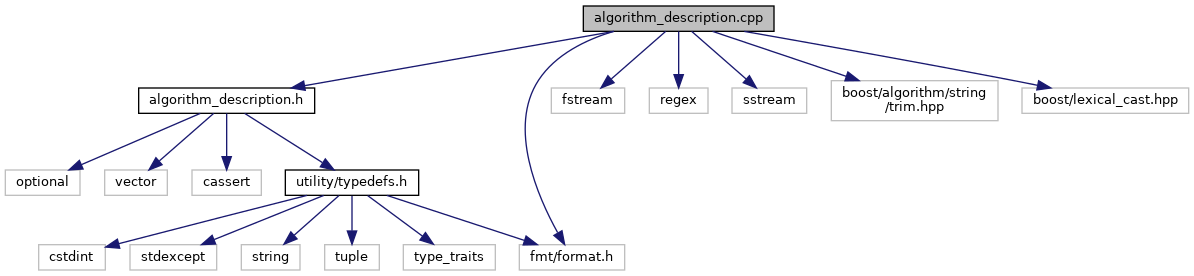 algorithm_description.cpp
algorithm_description.h
fstream
regex
sstream
boost/algorithm/string
/trim.hpp
boost/lexical_cast.hpp
optional
vector
cassert
utility/typedefs.h
cstdint
stdexcept
string
tuple
type_traits
fmt/format.h